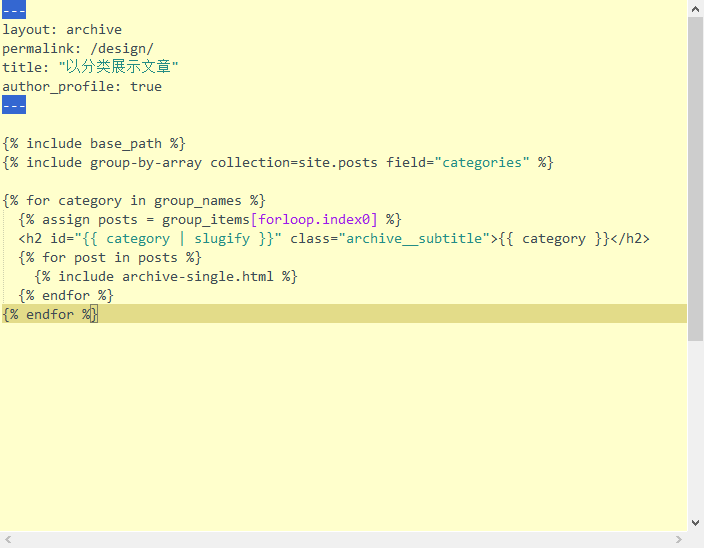 ---
layout: archive
permalink: /design/
title: "以分类展示文章"
author_profile: true
---
{% include base_path %}
{% include group-by-array collection=site.posts field="categories" %}
{% for category in group_names %}
{% assign posts = group_items[forloop.index0] %}
<h2 id="{{ category | slugify }}" class="archive__subtitle">{{ category }}</h2>
{% for post in posts %}
{% include archive-single.html %}
{% endfor %}
{% endfor %}